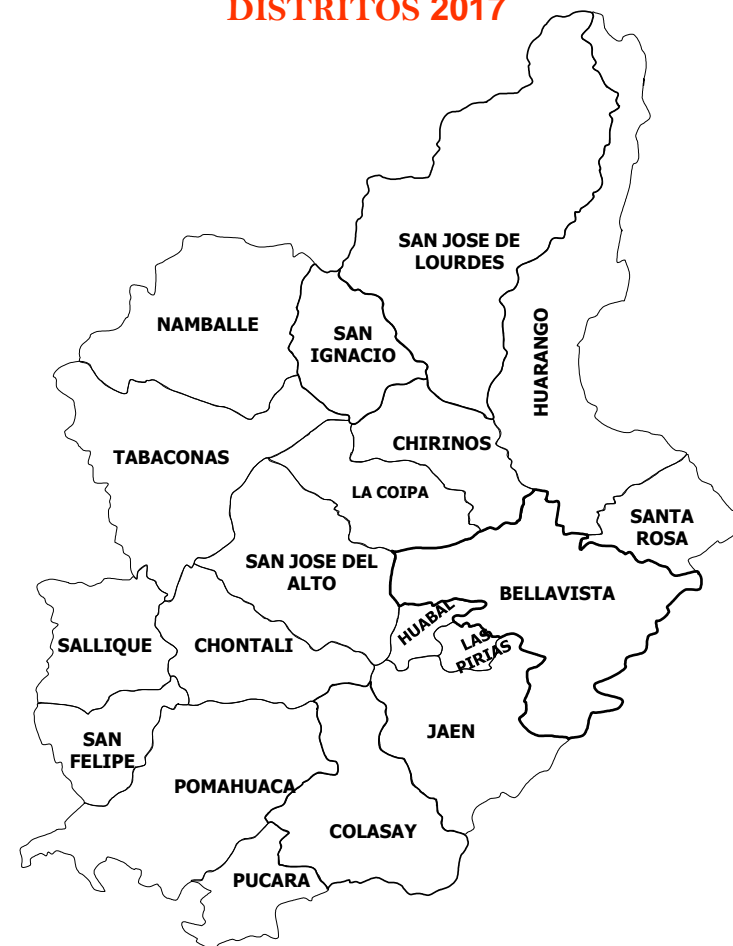 DISTRITOS 2017
SAN JOSE DE
LOURDES
NAMBALLE
SAN
IGNACIO
HUARANGO
CHIRINOS
TABACONAS
LA COIPA
SANTA
ROSA
SAN JOSE DEL
ALTO
BELLAVISTA
HUABAL
LAS
PIRIAS
SALLIQUE
CHONTALI
JAEN
SAN
FELIPE
POMAHUACA
COLASAY
PUCARA